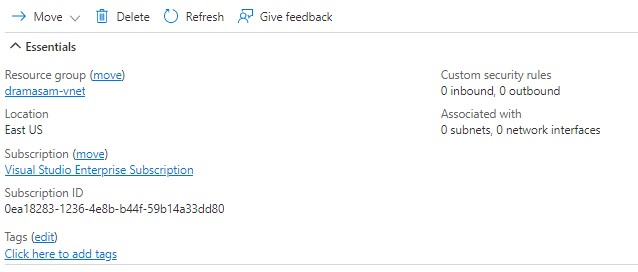 Move Delete Refresh Give feedback
Essentials
Resource group (move)
dramasam-vnet
Location
East US
Subscription (move)
Visual Studio Enterprise Subscription
Subscription ID
0ea18283-1236-4e8b-b44f-59b14a33dd80
Tags (edit)
Click here to add tags
Custom security rules
0 inbound, 0 outbound
Associated with
0 subnets, 0 network interfaces